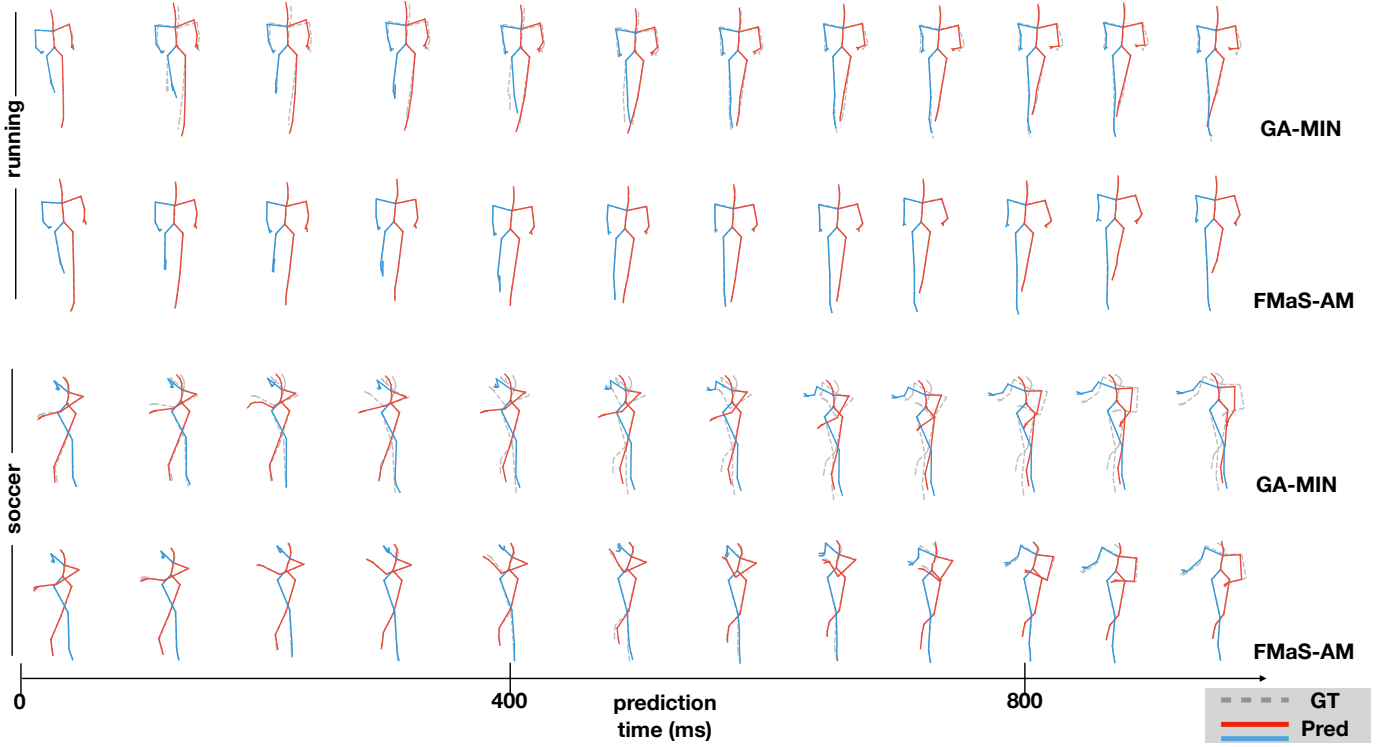 running
GA-MIN
FMaS-AM
soccer
GA-MIN
FMaS-AM
0
400
800
prediction
time (ms)
GT
Pred